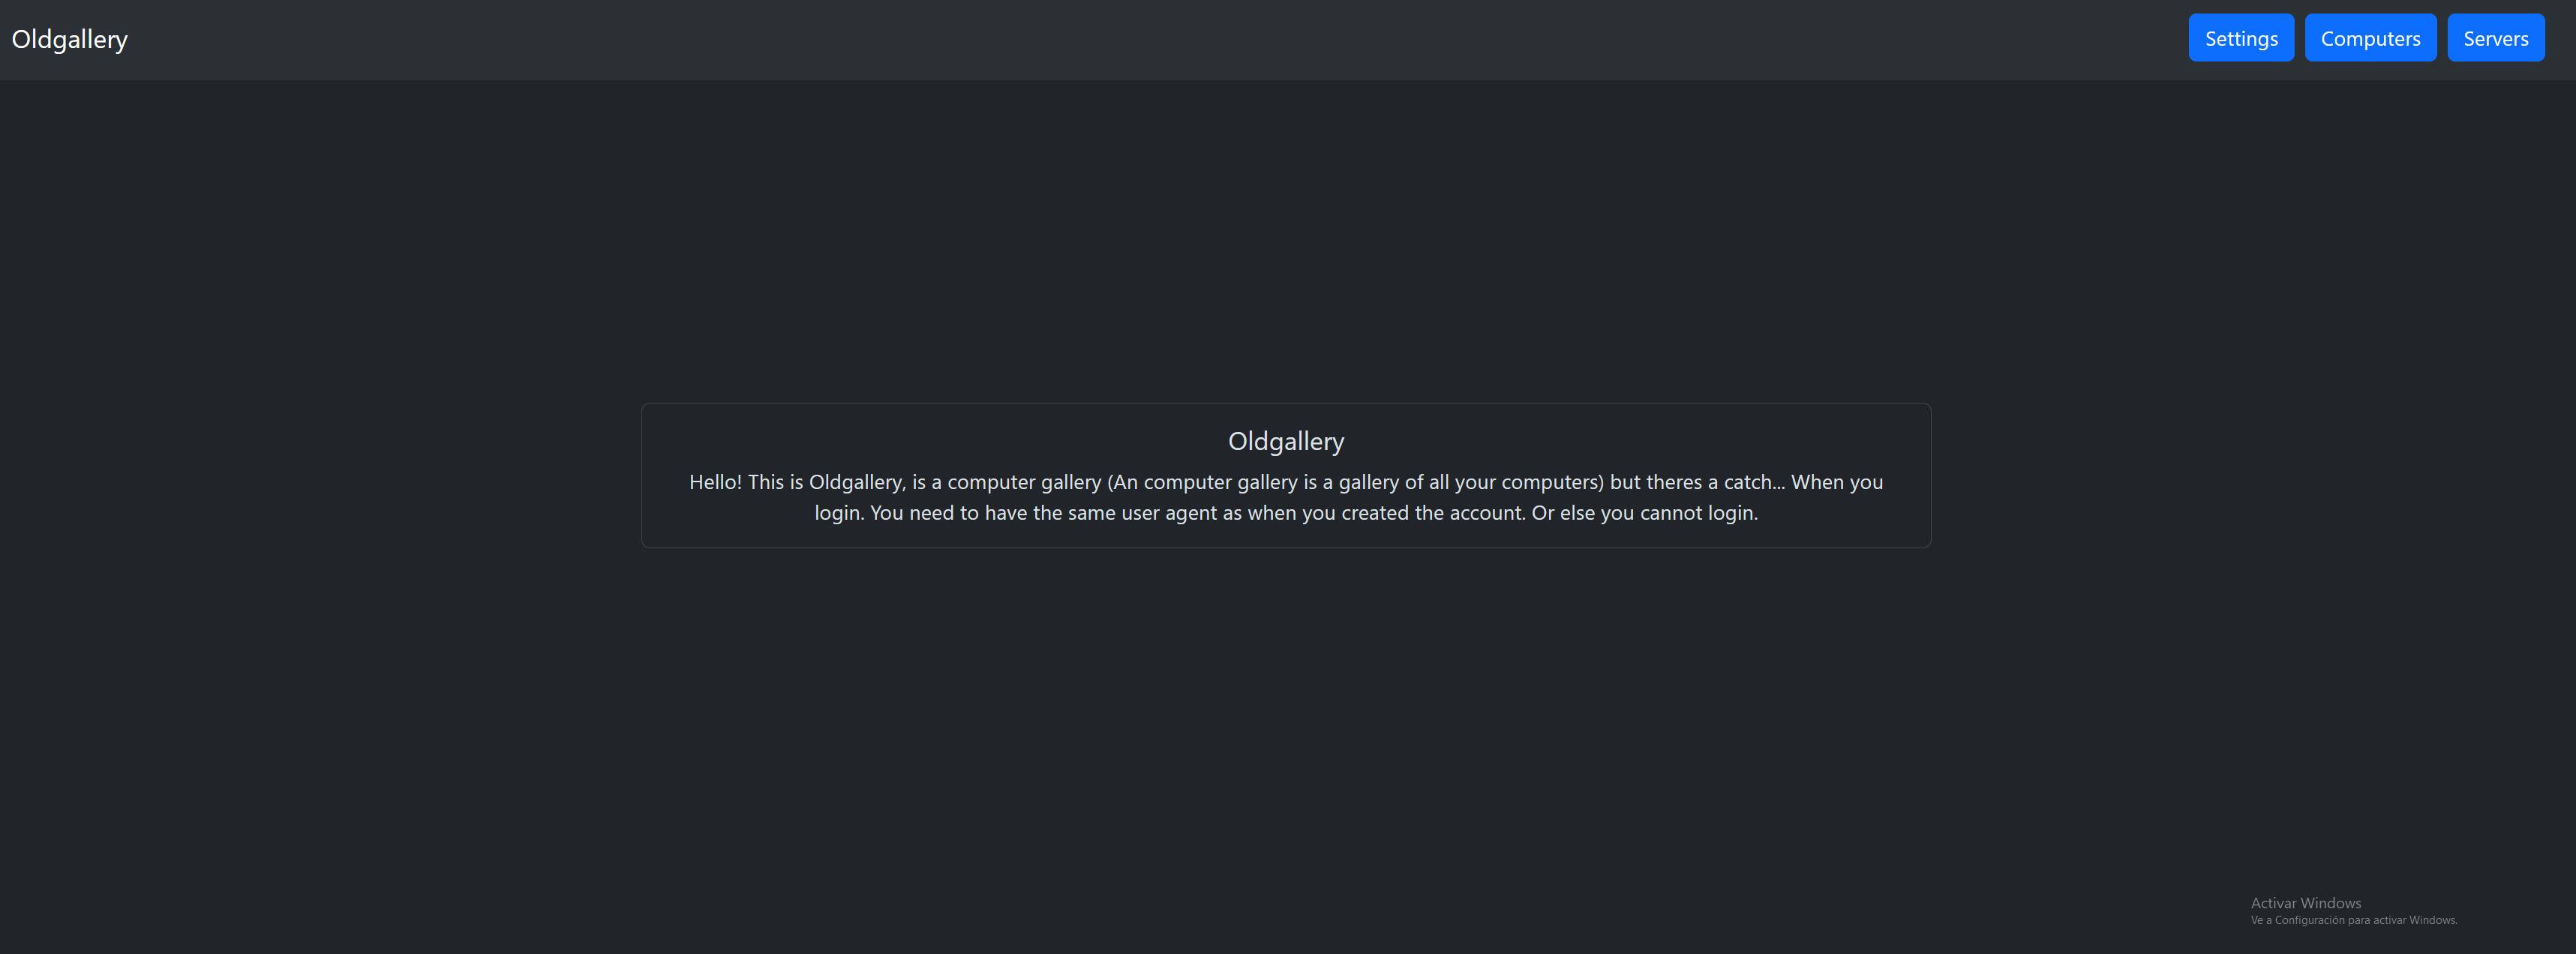 Oldgallery
Settings
Computers
Servers
Oldgallery
Hello! This is Oldgallery, is a computer gallery (An computer gallery is a gallery of all your computers) but theres a catch... When you
login. You need to have the same user agent as when you created the account. Or else you cannot login.
Activar Windows
Ve a Configuración para activar Windows.